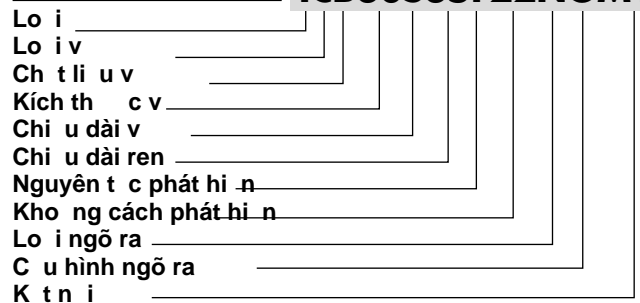 Lo i
Lo i v
Ch t li u v
Kích th c v
Chi u dài v
Chi u dài ren
Nguyên t c phát hi n
Kho ng cách phát hi n
Lo i ngõ ra
C u hình ngõ ra
K t n i